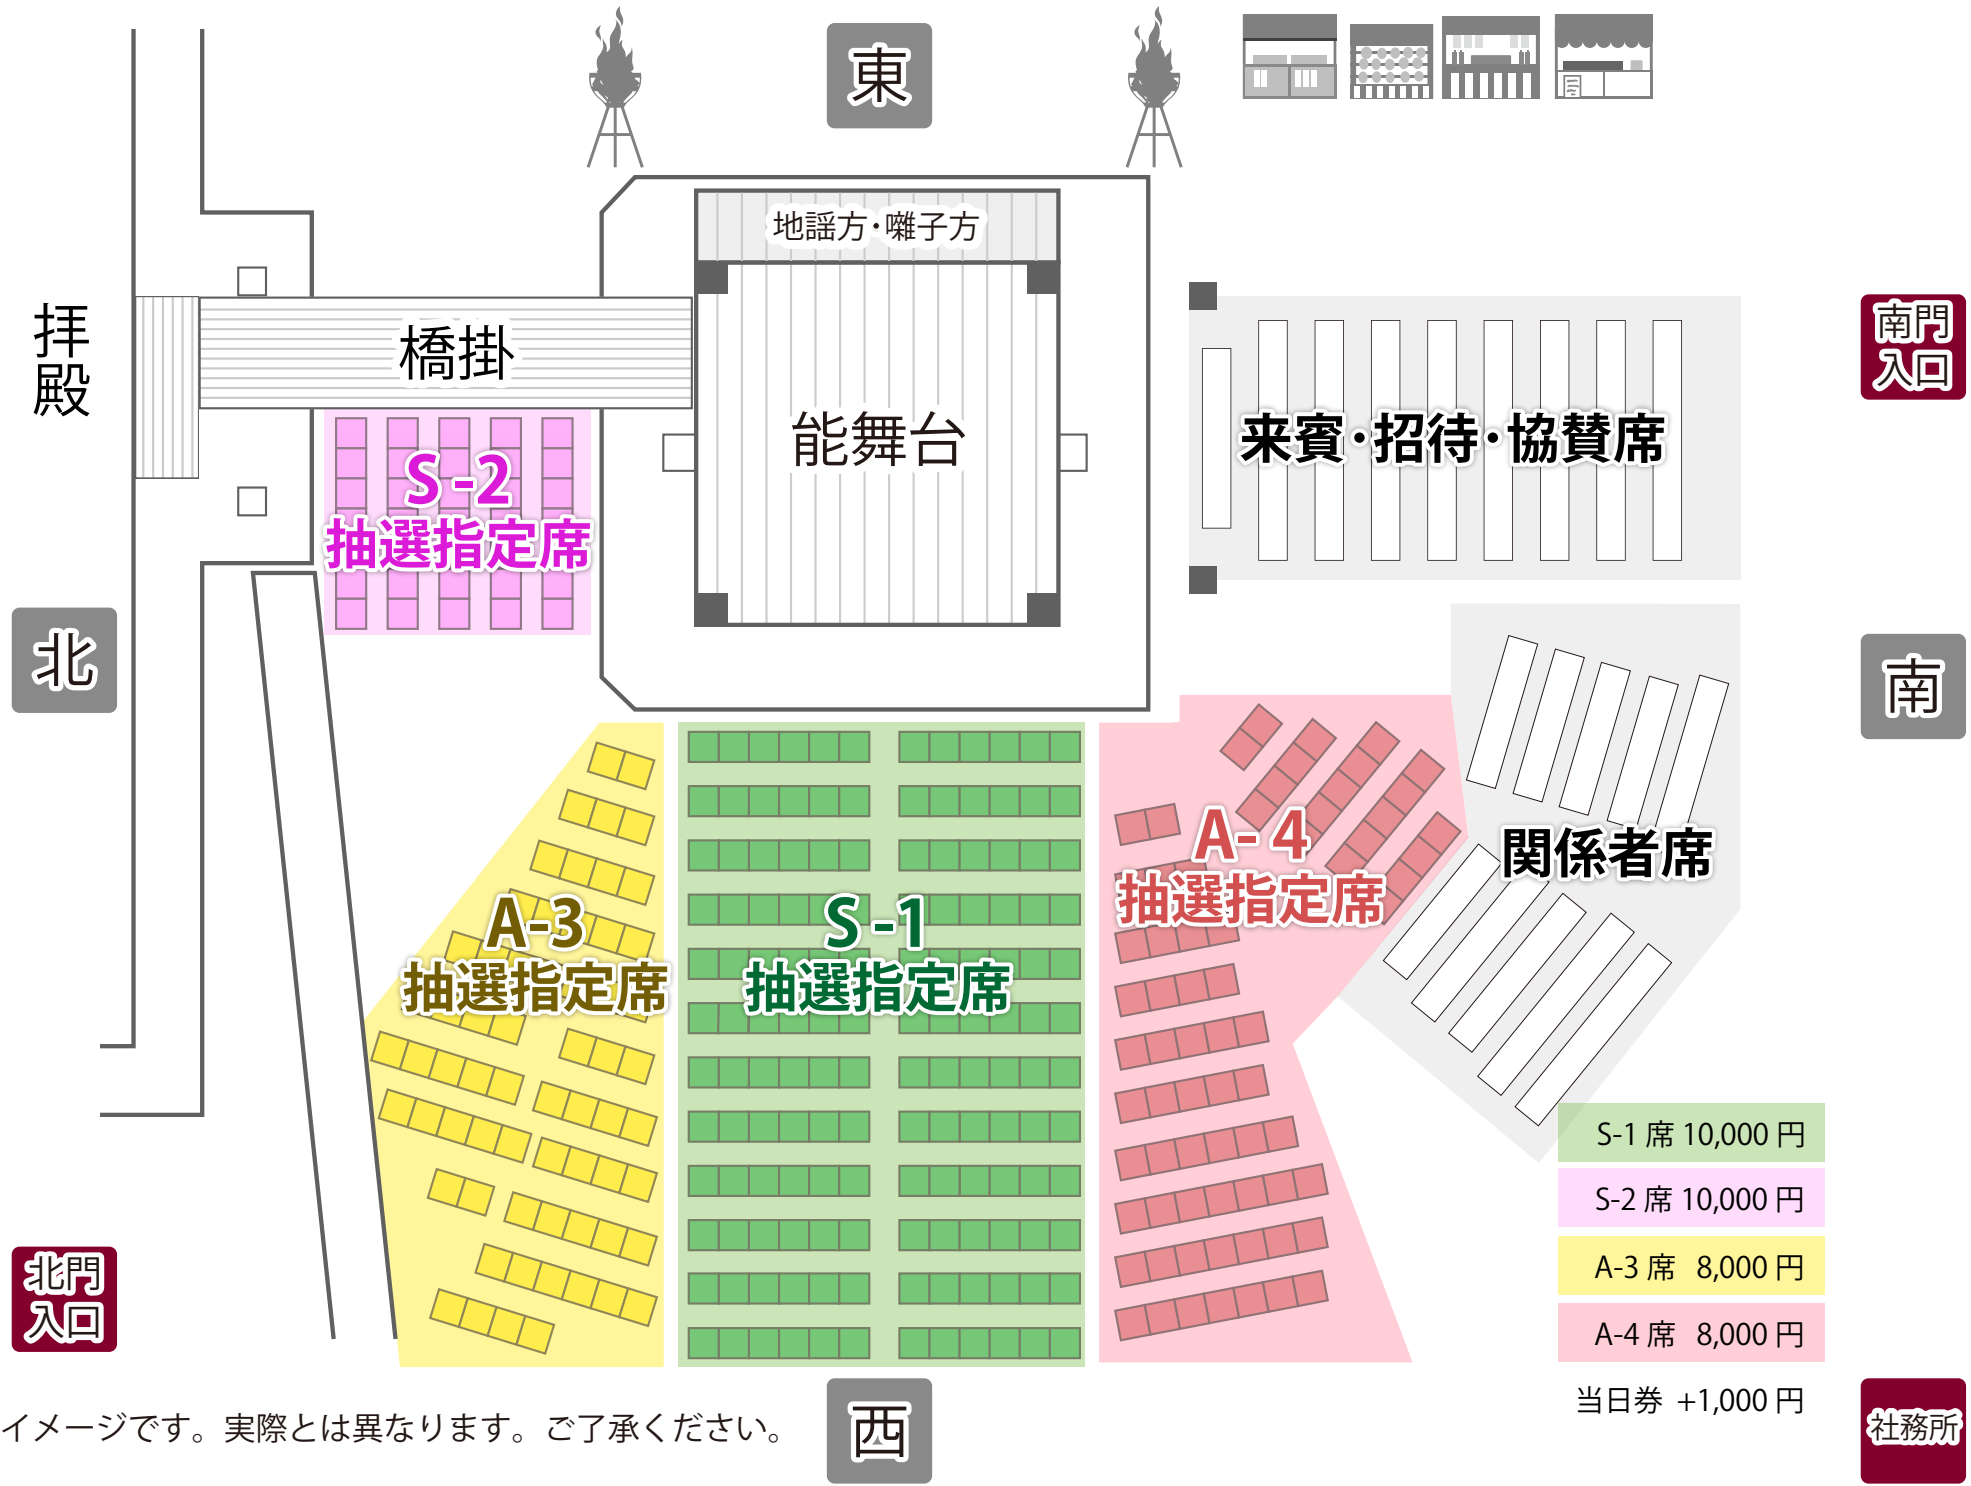 東
地謡方・囃子方
拝殿
橋掛
能舞台
来賓・招待・協賛席
南門
入口
S-2
抽選指定席
北
南
A-3
抽選指定席
S-1
抽選指定席
A-4
抽選指定席
関係者席
S-1 席 10,000 円
S-2 席 10,000 円
A-3 席 8,000 円
A-4 席 8,000 円
当日券 +1,000 円
北門
入口
イメージです。実際とは異なります。ご了承ください。
西
社務所